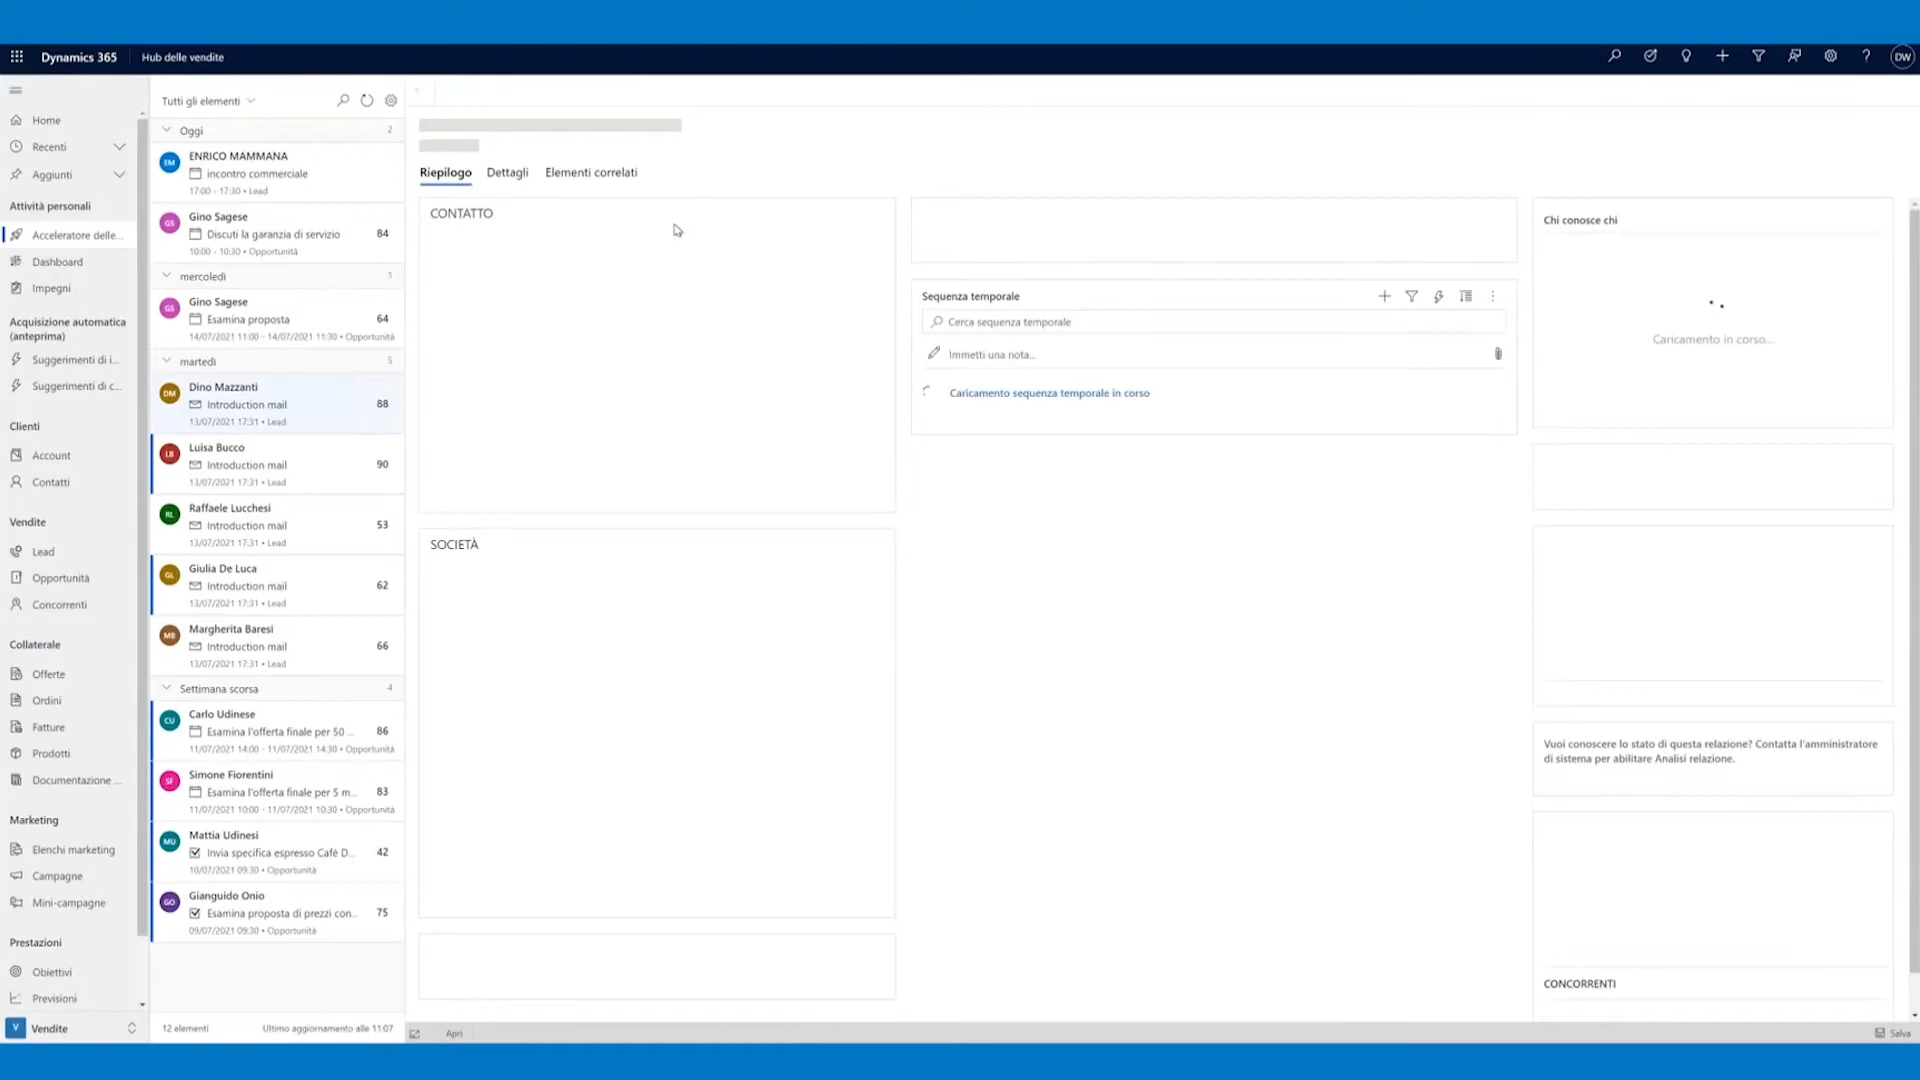 Dynamics 365
Hub delle vendite
DW
Home
Recenti
Aggiunti
Attività personali
Acceleratore delle...
Dashboard
Impegni
Acquisizione automatica
(anteprima)
Suggerimenti di i...
Suggerimenti di c...
Clienti
Account
Contatti
Vendite
Lead
Opportunità
Concorrenti
Collaterale
Offerte
Ordini
Fatture
Prodotti
Documentazione ...
Marketing
Elenchi marketing
Campagne
Mini-campagne
Prestazioni
Obiettivi
Previsioni
V Vendite
Tutti gli elementi
Oggi 2
EM ENRICO MAMMANA
incontro commerciale
17:00 - 17:30 • Lead
GS Gino Sagese
Discuti la garanzia di servizio 84
10:00 - 10:30 • Opportunità
mercoledì 1
GS Gino Sagese
Esamina proposta 64
14/07/2021 11:00 - 14/07/2021 11:30 • Opportunità
martedì 5
DM Dino Mazzanti
Introduction mail 88
13/07/2021 17:31 • Lead
LB Luisa Bucco
Introduction mail 90
13/07/2021 17:31 • Lead
RL Raffaele Lucchesi
Introduction mail 53
13/07/2021 17:31 • Lead
GL Giulia De Luca
Introduction mail 62
13/07/2021 17:31 • Lead
MB Margherita Baresi
Introduction mail 66
13/07/2021 17:31 • Lead
Settimana scorsa 4
CU Carlo Udinese
Esamina l'offerta finale per 50 ... 86
11/07/2021 14:00 - 11/07/2021 14:30 • Opportunità
SF Simone Fiorentini
Esamina l'offerta finale per 5 m... 83
11/07/2021 10:00 - 11/07/2021 10:30 • Opportunità
MU Mattia Udinesi
Invia specifica espresso Café D... 42
10/07/2021 09:30 • Opportunità
GO Gianguido Onio
Esamina proposta di prezzi con... 75
09/07/2021 09:30 • Opportunità
12 elementi
Ultimo aggiornamento alle 11:07
Riepilogo
Dettagli
Elementi correlati
CONTATTO
SOCIETÀ
Sequenza temporale
Cerca sequenza temporale
Immetti una nota...
Caricamento sequenza temporale in corso
Chi conosce chi
Caricamento in corso...
Vuoi conoscere lo stato di questa relazione? Contatta l'amministratore
di sistema per abilitare Analisi relazione.
CONCORRENTI
Apri
Salva